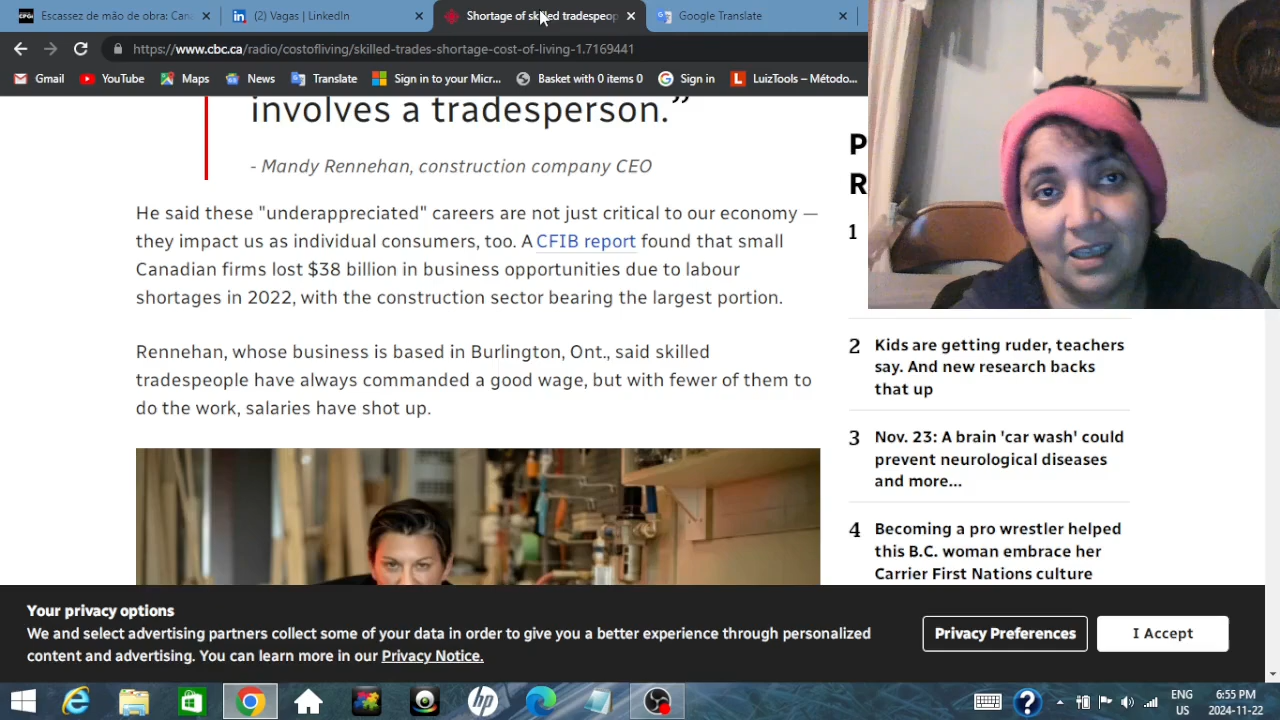 Escassez de mão de obra: Can
(2) Vagas | LinkedIn
Shortage of skilled tradespeop
Google Translate
https://www.cbc.ca/radio/costofliving/skilled-trades-shortage-cost-of-living-1.7169441
Gmail
YouTube
Maps
News
Translate
Sign in to your Micr...
Basket with 0 items
Sign in
LuizTools – Método...
involves a tradesperson.”
- Mandy Rennehan, construction company CEO
He said these "underappreciated" careers are not just critical to our economy —
they impact us as individual consumers, too. A CFIB report found that small
Canadian firms lost $38 billion in business opportunities due to labour
shortages in 2022, with the construction sector bearing the largest portion.
Rennehan, whose business is based in Burlington, Ont., said skilled
tradespeople have always commanded a good wage, but with fewer of them to
do the work, salaries have shot up.
P
R
1
2 Kids are getting ruder, teachers
say. And new research backs
that up
3 Nov. 23: A brain 'car wash' could
prevent neurological diseases
and more...
4 Becoming a pro wrestler helped
this B.C. woman embrace her
Carrier First Nations culture
Your privacy options
We and select advertising partners collect some of your data in order to give you a better experience through personalized
content and advertising. You can learn more in our Privacy Notice.
Privacy Preferences
I Accept
hp
ENG
US
6:55 PM
2024-11-22